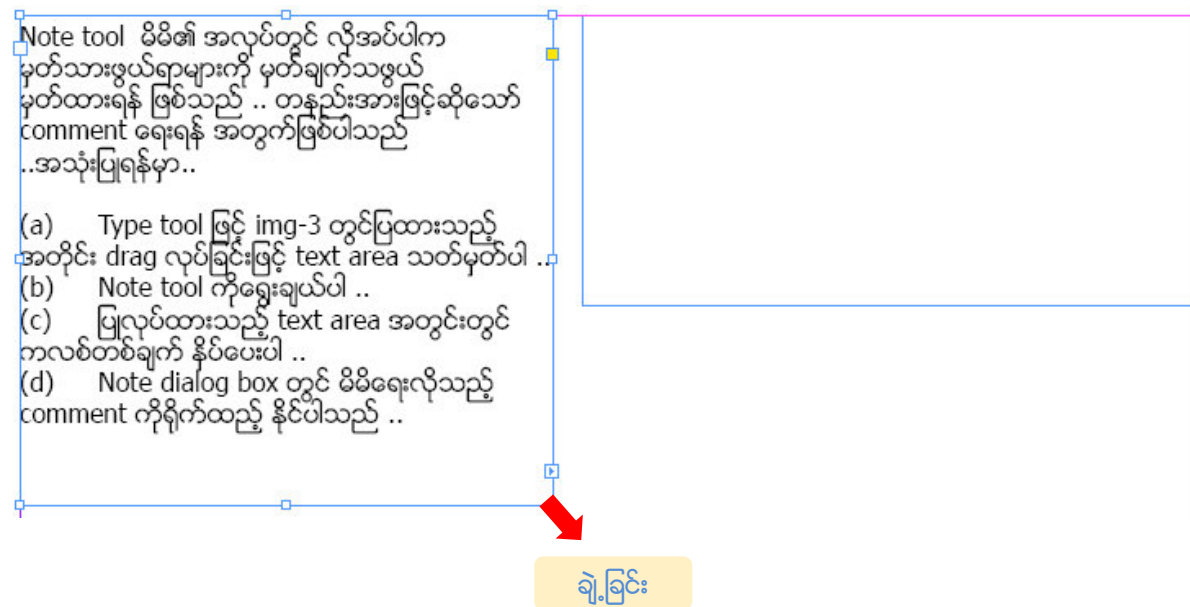 Note tool မိမိ၏ အလုပ်တွင် လိုအပ်ပါက
မှတ်သားဖွယ်ရာများကို မှတ်ချက်သဖွယ်
မှတ်ထားရန် ဖြစ်သည် .. တနည်းအားဖြင့်ဆိုသော်
comment ရေးရန် အတွက်ဖြစ်ပါသည်
..အသုံးပြုရန်မှာ..
(a) Type tool ဖြင့် img-3 တွင်ပြထားသည့်
အတိုင်း drag လုပ်ခြင်းဖြင့် text area သတ်မှတ်ပါ ..
(b) Note tool ကိုရွေးချယ်ပါ ..
(c) ပြုလုပ်ထားသည့် text area အတွင်းတွင်
ကလစ်တစ်ချက် နှိပ်ပေးပါ ..
(d) Note dialog box တွင် မိမိရေးလိုသည့်
comment ကိုရိုက်ထည့် နိုင်ပါသည် ..
ချဲ့ခြင်း